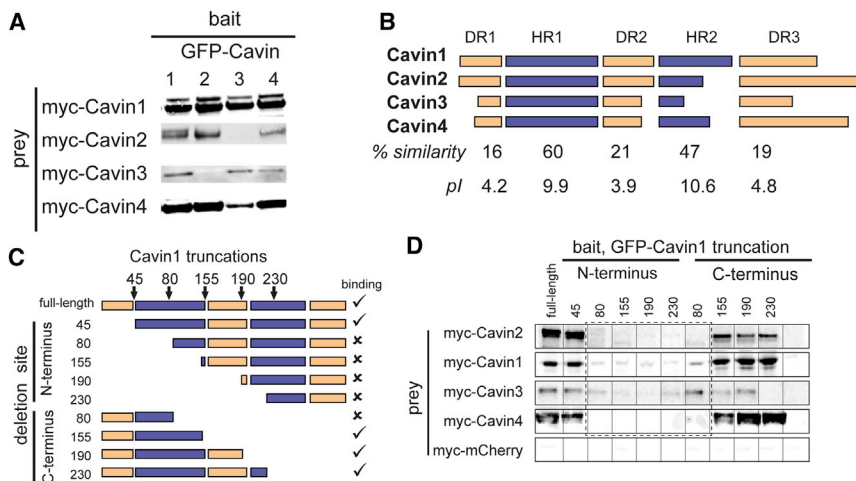 A
bait
GFP-Cavin
1 2 3 4
myc-Cavin1
myc-Cavin2
myc-Cavin3
myc-Cavin4
prey
B
DR1 HR1 DR2 HR2 DR3
Cavin1
Cavin2
Cavin3
Cavin4
% similarity 16 60 21 47 19
pI 4.2 9.9 3.9 10.6 4.8
C
Cavin1 truncations
45 80 155 190 230
binding
full-length ✓
45 ✓
80 ✘
155 ✘
190 ✘
230 ✘
80 ✘
155 ✓
190 ✓
230 ✓
deletion site
N-terminus
C-terminus
D
bait, GFP-Cavin1 truncation
N-terminus C-terminus
full-length 45 80 155 190 230 80 155 190 230
myc-Cavin2
myc-Cavin1
myc-Cavin3
myc-Cavin4
myc-mCherry
prey